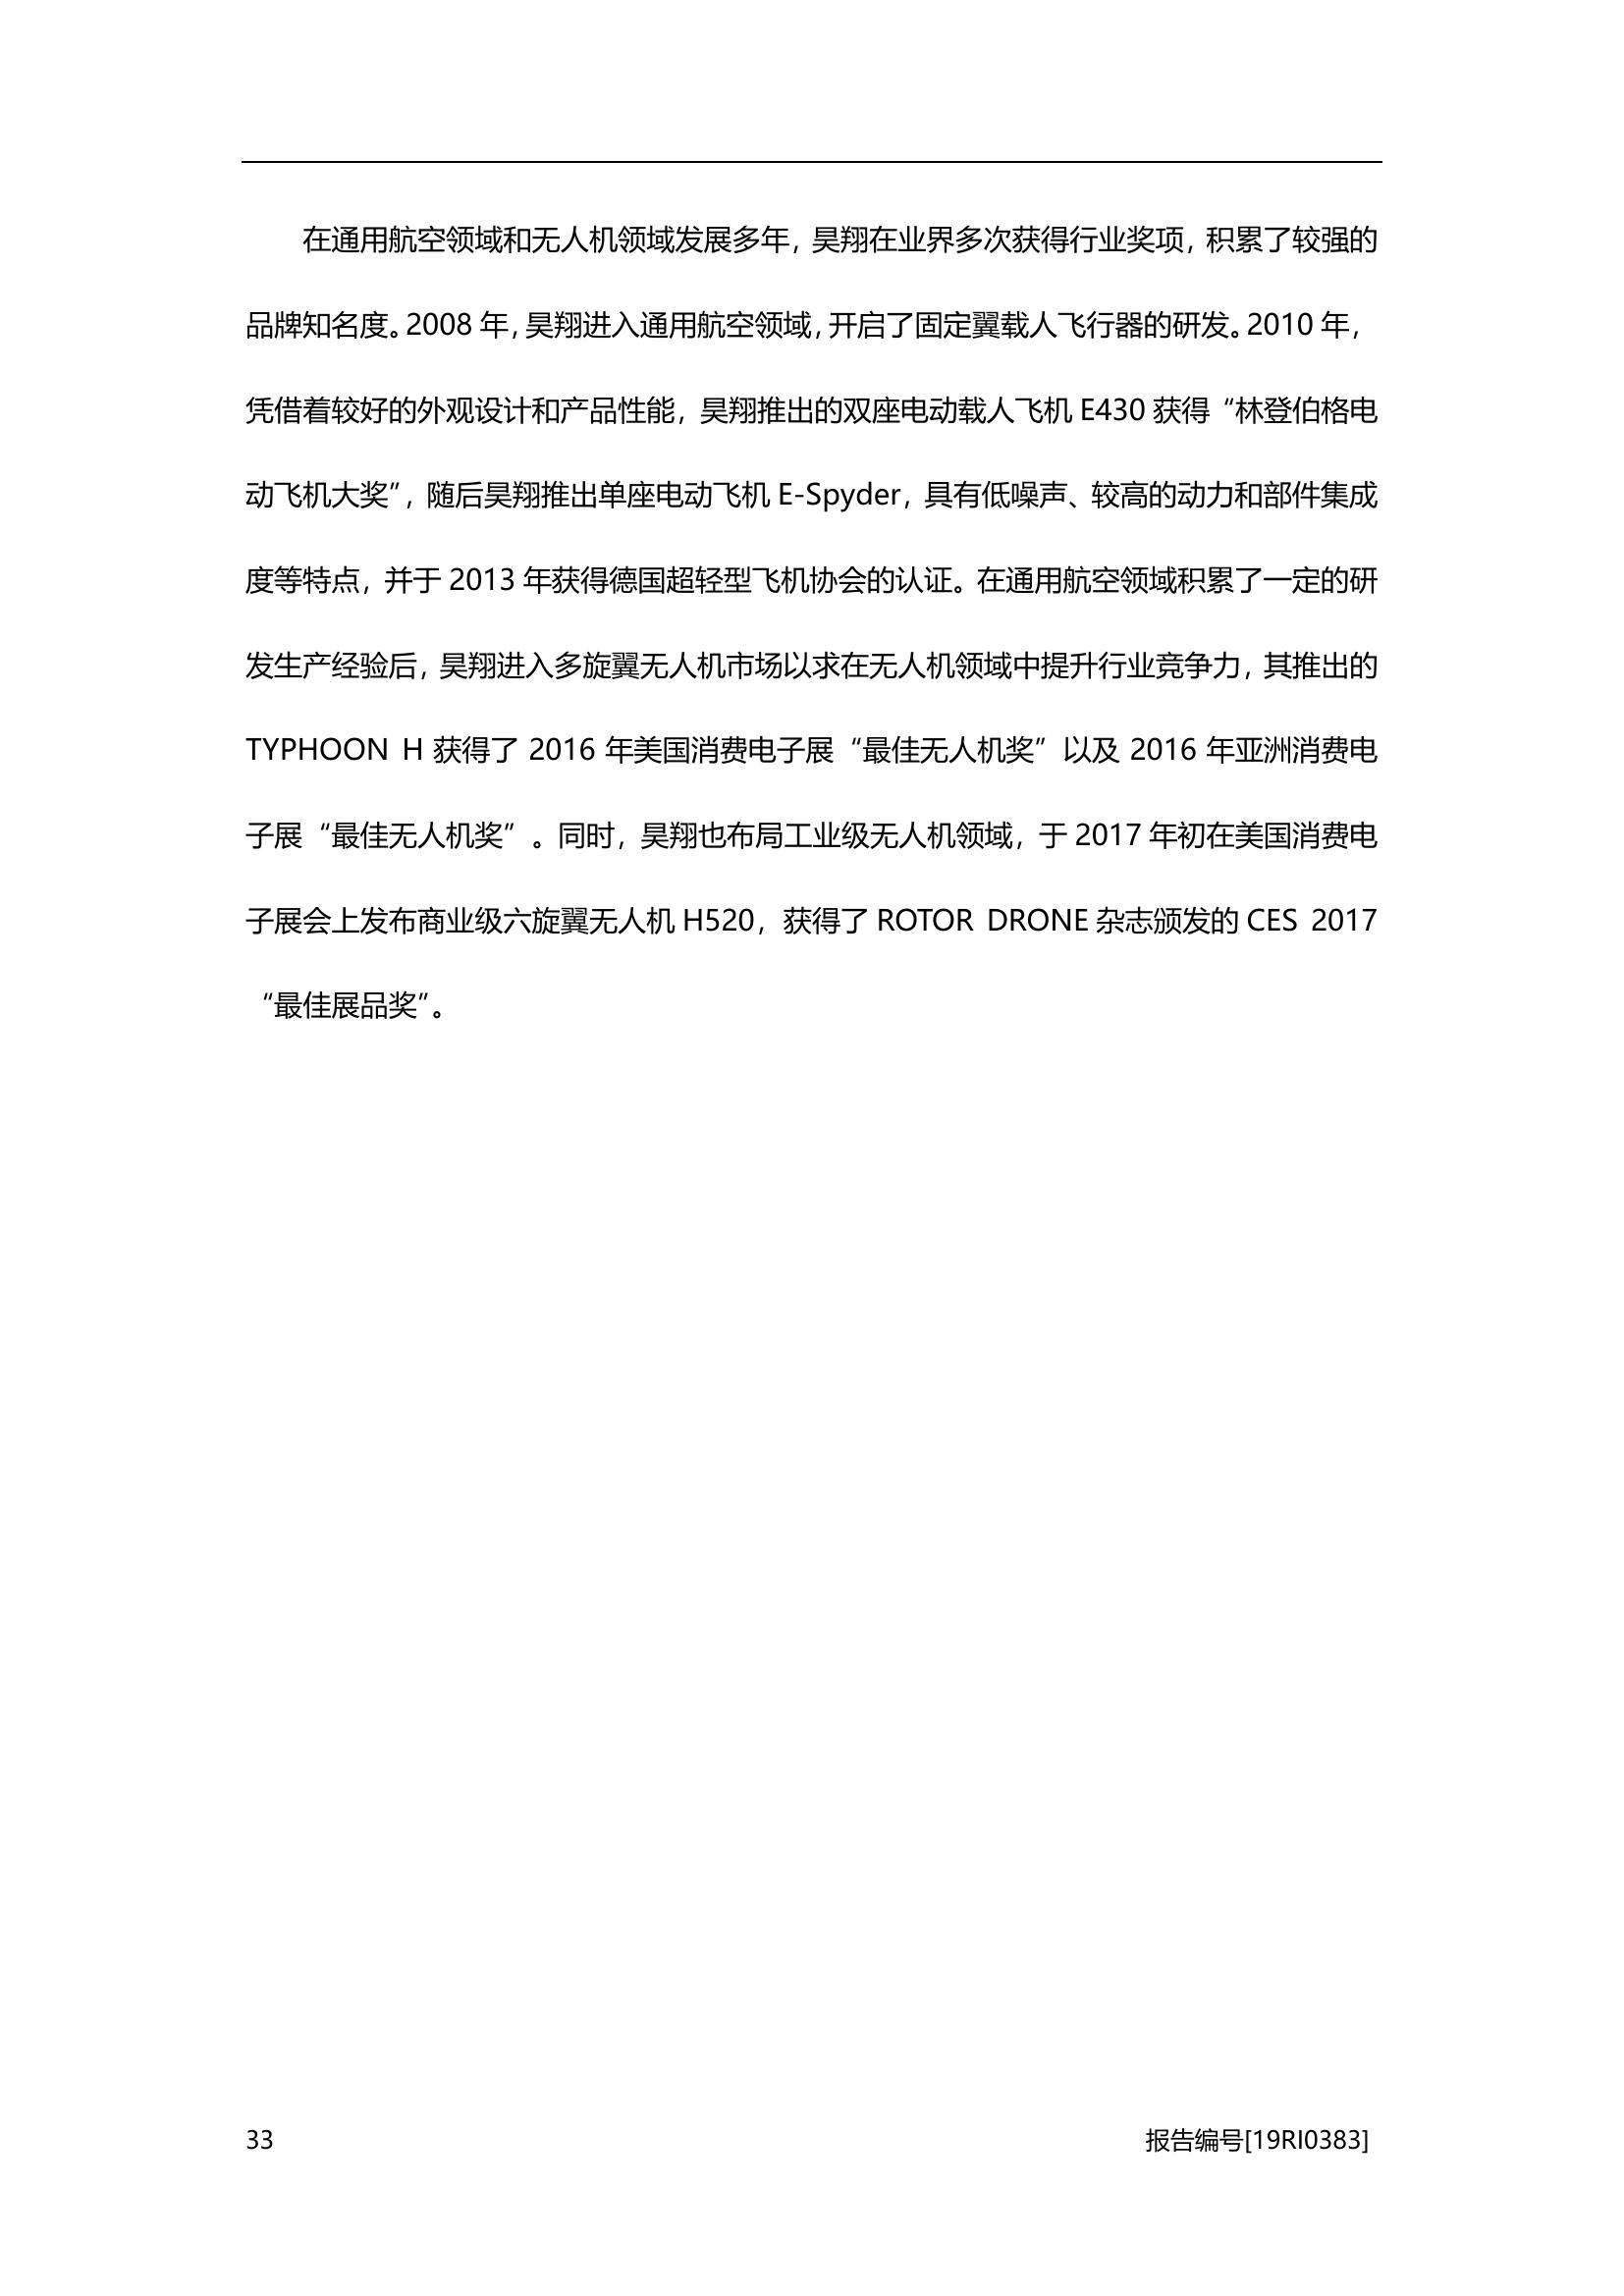 在通用航空领域和无人机领域发展多年，昊翔在业界多次获得行业奖项，积累了较强的
品牌知名度。2008 年，昊翔进入通用航空领域，开启了固定翼载人飞行器的研发。2010 年，
凭借着较好的外观设计和产品性能，昊翔推出的双座电动载人飞机 E430 获得“林登伯格电
动飞机大奖”，随后昊翔推出单座电动飞机 E-Spyder，具有低噪声、较高的动力和部件集成
度等特点，并于 2013 年获得德国超轻型飞机协会的认证。在通用航空领域积累了一定的研
发生产经验后，昊翔进入多旋翼无人机市场以求在无人机领域中提升行业竞争力，其推出的
TYPHOON H 获得了 2016 年美国消费电子展“最佳无人机奖”以及 2016 年亚洲消费电
子展“最佳无人机奖”。同时，昊翔也布局工业级无人机领域，于 2017 年初在美国消费电
子展会上发布商业级六旋翼无人机 H520，获得了 ROTOR DRONE 杂志颁发的 CES 2017
“最佳展品奖”。
33 报告编号[19RI0383]